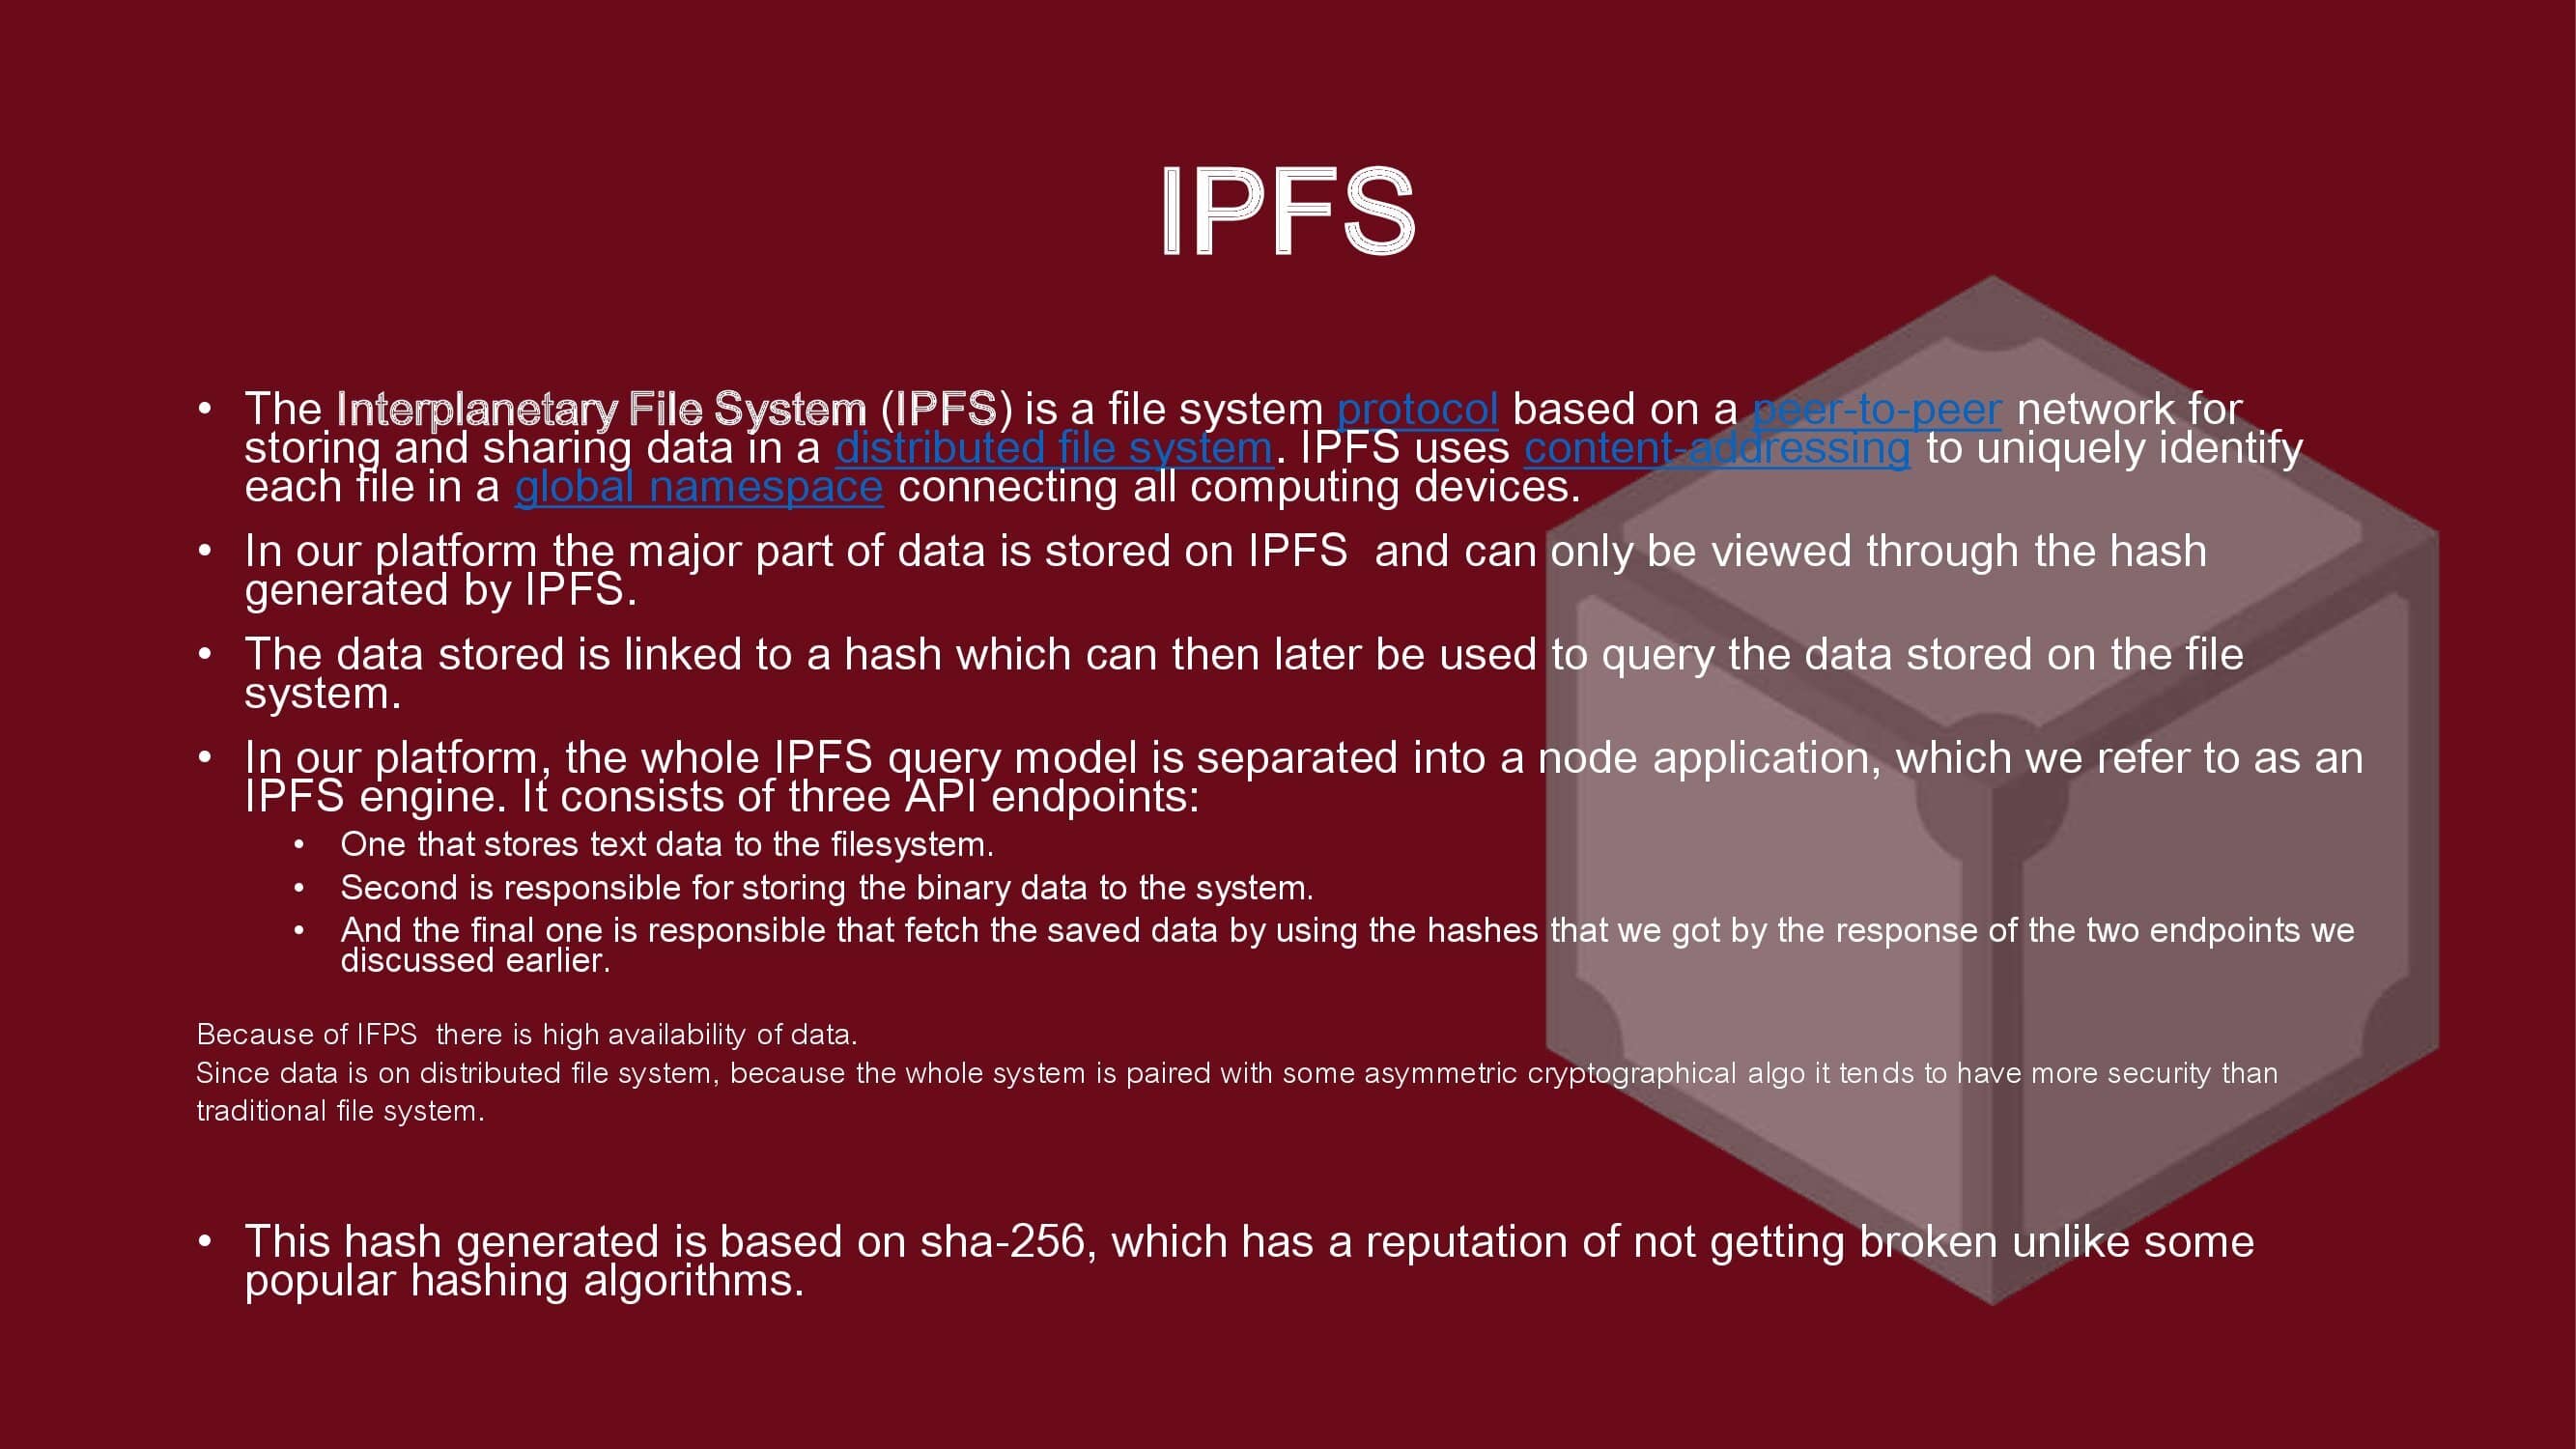 IPFS
• The Interplanetary File System (IPFS) is a file system protocol based on a peer-to-peer network for
storing and sharing data in a distributed file system. IPFS uses content-addressing to uniquely identify
each file in a global namespace connecting all computing devices.
• In our platform the major part of data is stored on IPFS  and can only be viewed through the hash
generated by IPFS.
• The data stored is linked to a hash which can then later be used to query the data stored on the file
system.
• In our platform, the whole IPFS query model is separated into a node application, which we refer to as an
IPFS engine. It consists of three API endpoints:
• One that stores text data to the filesystem.
• Second is responsible for storing the binary data to the system.
• And the final one is responsible that fetch the saved data by using the hashes that we got by the response of the two endpoints we
discussed earlier.
Because of IFPS  there is high availability of data.
Since data is on distributed file system, because the whole system is paired with some asymmetric cryptographical algo it tends to have more security than
traditional file system.
• This hash generated is based on sha-256, which has a reputation of not getting broken unlike some
popular hashing algorithms.